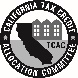 CALIFORNIA TAX CREDIT
TCAC
ALLOCATION COMMITTEE